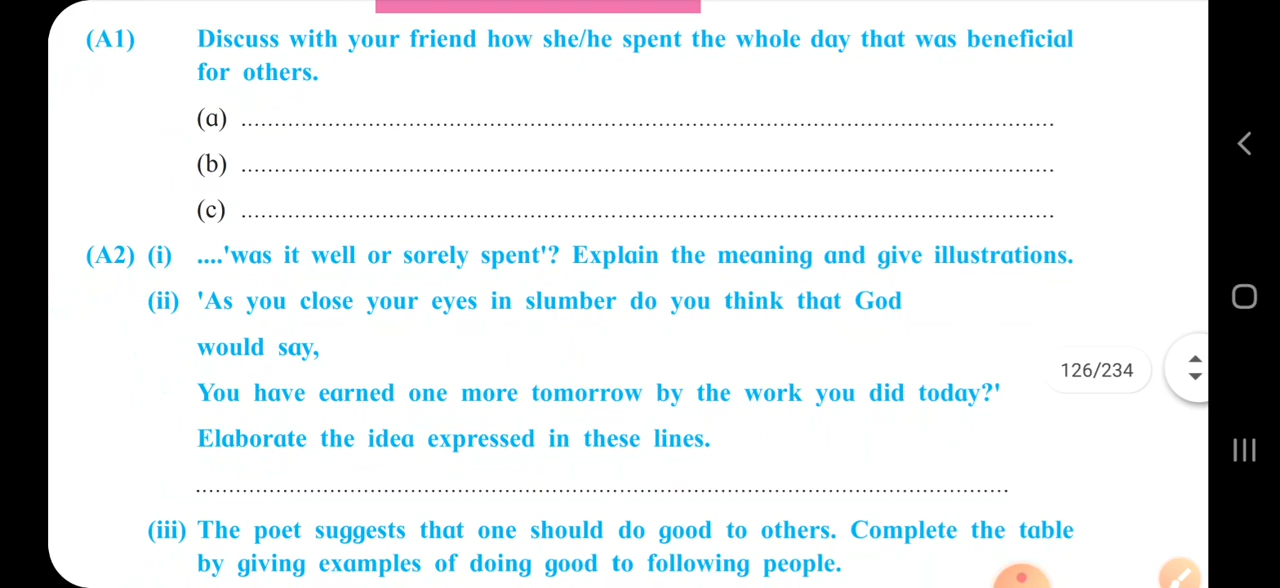 (A1) Discuss with your friend how she/he spent the whole day that was beneficial
for others.
(a) ..........................................................................................................................
(b) ..........................................................................................................................
(c) ..........................................................................................................................
(A2) (i) ....'was it well or sorely spent'? Explain the meaning and give illustrations.
(ii) 'As you close your eyes in slumber do you think that God
would say,
You have earned one more tomorrow by the work you did today?'
126/234
Elaborate the idea expressed in these lines.
..........................................................................................................................
(iii) The poet suggests that one should do good to others. Complete the table
by giving examples of doing good to following people.